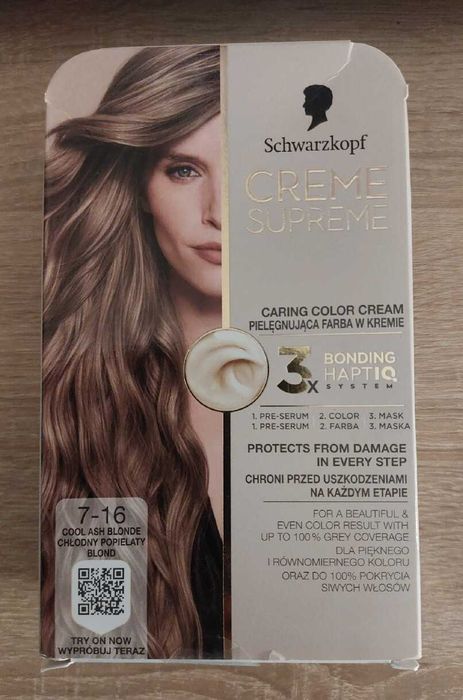 Schwarzkopf
CREME
SUPREME
CARING COLOR CREAM
PIELĘGNUJĄCA FARBA W KREMIE
3x BONDING
HAPTIQ
SYSTEM
1. PRE-SERUM 2. COLOR 3. MASK
1. PRE-SERUM 2. FARBA 3. MASKA
PROTECTS FROM DAMAGE
IN EVERY STEP
CHRONI PRZED USZKODZENIAMI
NA KAŻDYM ETAPIE
FOR A BEAUTIFUL &
EVEN COLOR RESULT WITH
UP TO 100% GREY COVERAGE
DLA PIĘKNEGO
I RÓWNOMIERNEGO KOLORU
ORAZ DO 100% POKRYCIA
SIWYCH WŁOSÓW
7-16
COOL ASH BLONDE
CHŁODNY POPIELATY
BLOND
TRY ON NOW
WYPRÓBUJ TERAZ